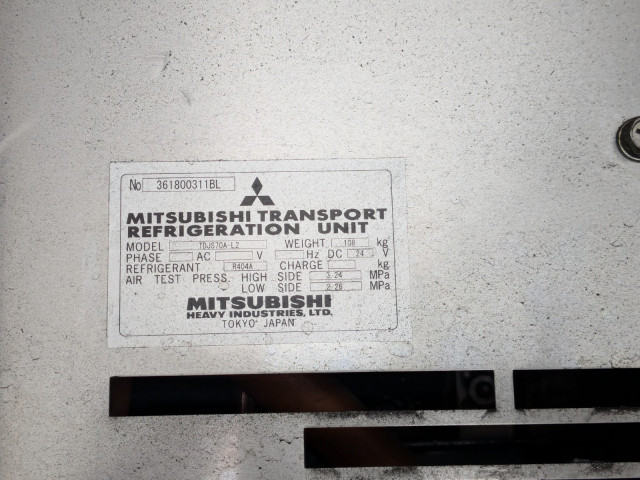 No 361800311BL
MITSUBISHI TRANSPORT
REFRIGERATION UNIT
MODEL TDJS70A-L2 WEIGHT 108 kg
PHASE AC V Hz DC 24 V
REFRIGERANT R404A CHARGE kg
AIR TEST PRESS. HIGH SIDE 3.24 MPa
LOW SIDE 2.26 MPa
MITSUBISHI
HEAVY INDUSTRIES, LTD.
TOKYO JAPAN